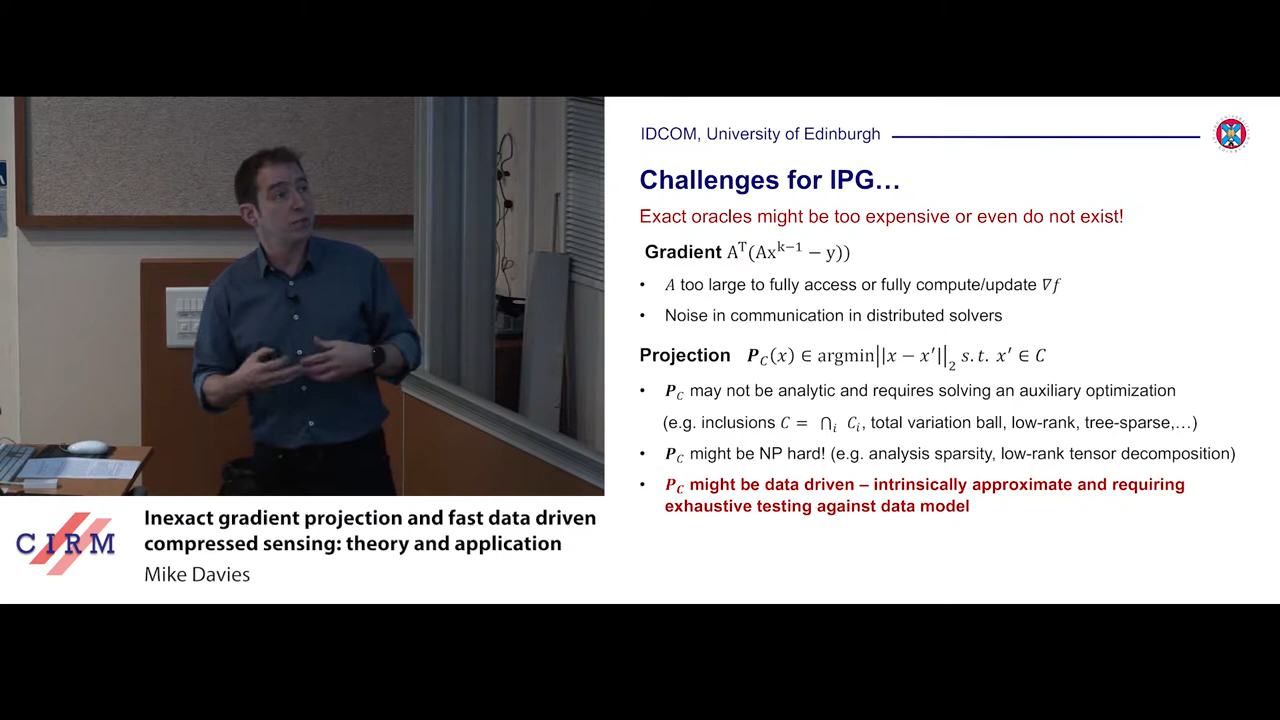 IDCOM, University of Edinburgh
Challenges for IPG…
Exact oracles might be too expensive or even do not exist!
Gradient Aᵀ(Axᵏ⁻¹ − y))
• A too large to fully access or fully compute/update ∇f
• Noise in communication in distributed solvers
Projection P_C(x) ∈ argmin||x − x′||₂ s.t. x′ ∈ C
• P_C may not be analytic and requires solving an auxiliary optimization
(e.g. inclusions C = ⋂ᵢ Cᵢ, total variation ball, low-rank, tree-sparse,…)
• P_C might be NP hard! (e.g. analysis sparsity, low-rank tensor decomposition)
• P_C might be data driven – intrinsically approximate and requiring
exhaustive testing against data model
CIRM
Inexact gradient projection and fast data driven
compressed sensing: theory and application
Mike Davies